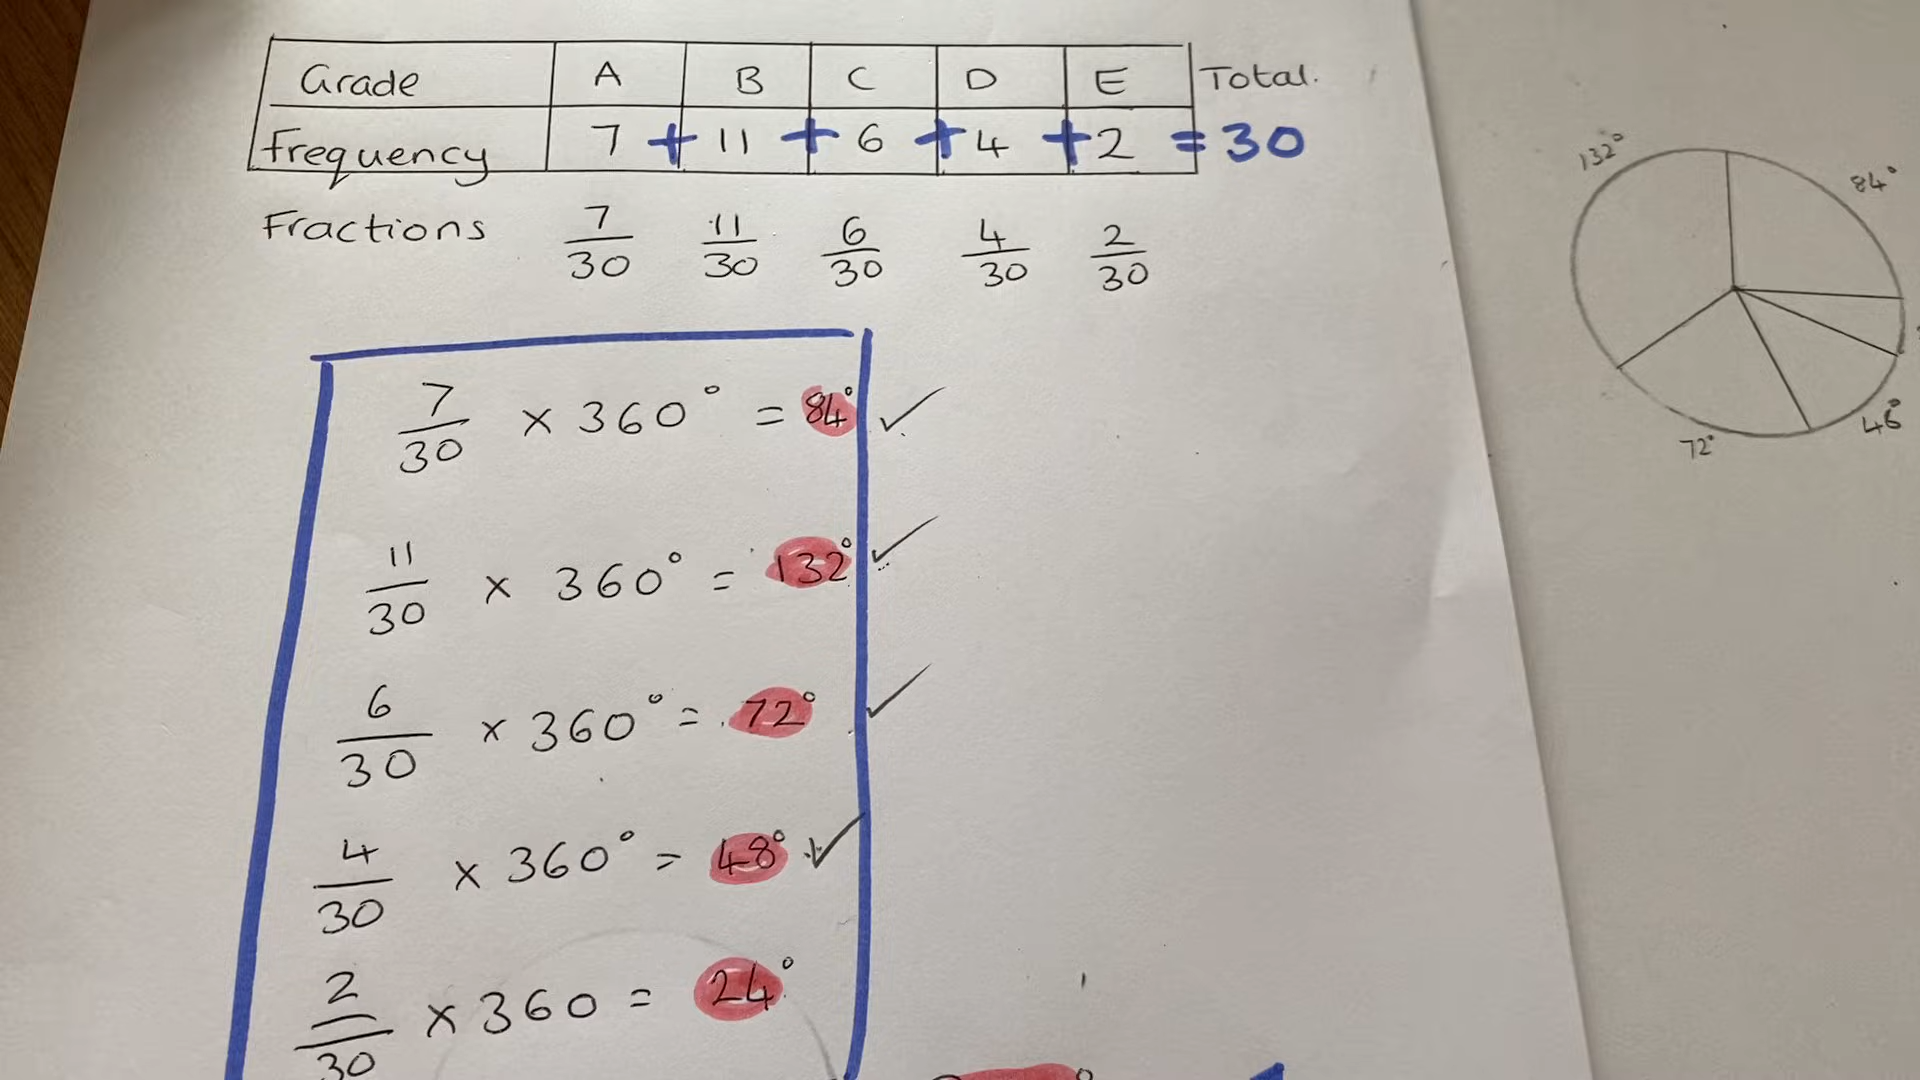 Grade A B C D E Total.
Frequency 7 + 11 + 6 + 4 + 2 = 30
Fractions 7/30 11/30 6/30 4/30 2/30
7/30 × 360° = 84°
11/30 × 360° = 132°
6/30 × 360° = 72°
4/30 × 360° = 48°
2/30 × 360 = 24°
132°
84°
72°